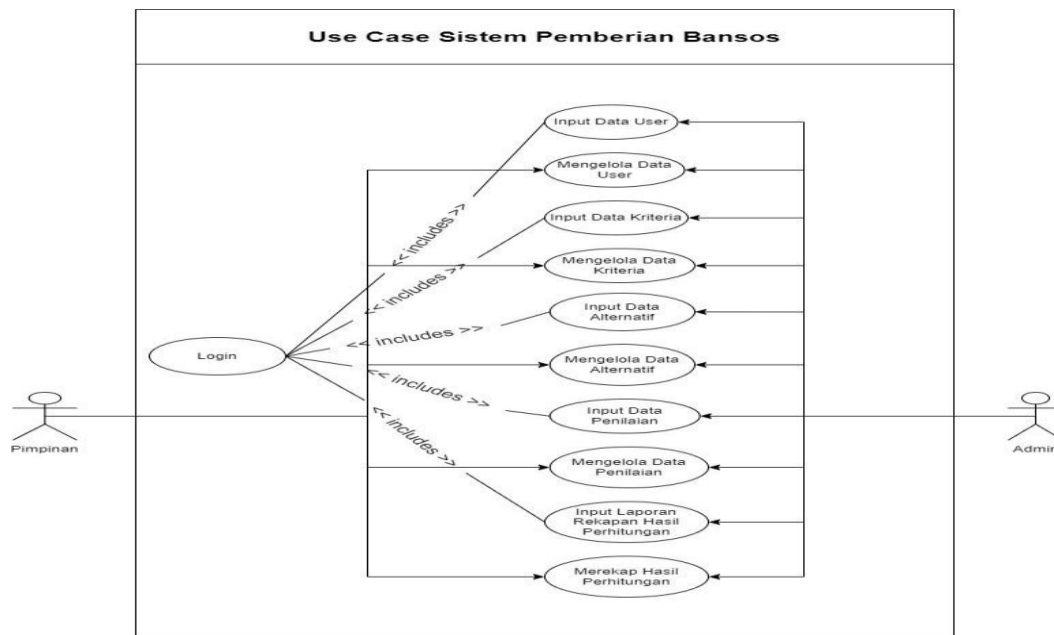 Use Case Sistem Pemberian Bansos
Input Data User
Mengelola Data
User
<< includes >>
Input Data Kriteria
<< includes >>
Mengelola Data
Kriteria
Input Data
Alternatif
<< includes >>
Login
Mengelola Data
Alternatif
<< includes >>
Input Data
Penilaian
<< includes >>
Pimpinan
Admin
Mengelola Data
Penilaian
Input Laporan
Rekapan Hasil
Perhitungan
Merekap Hasil
Perhitungan